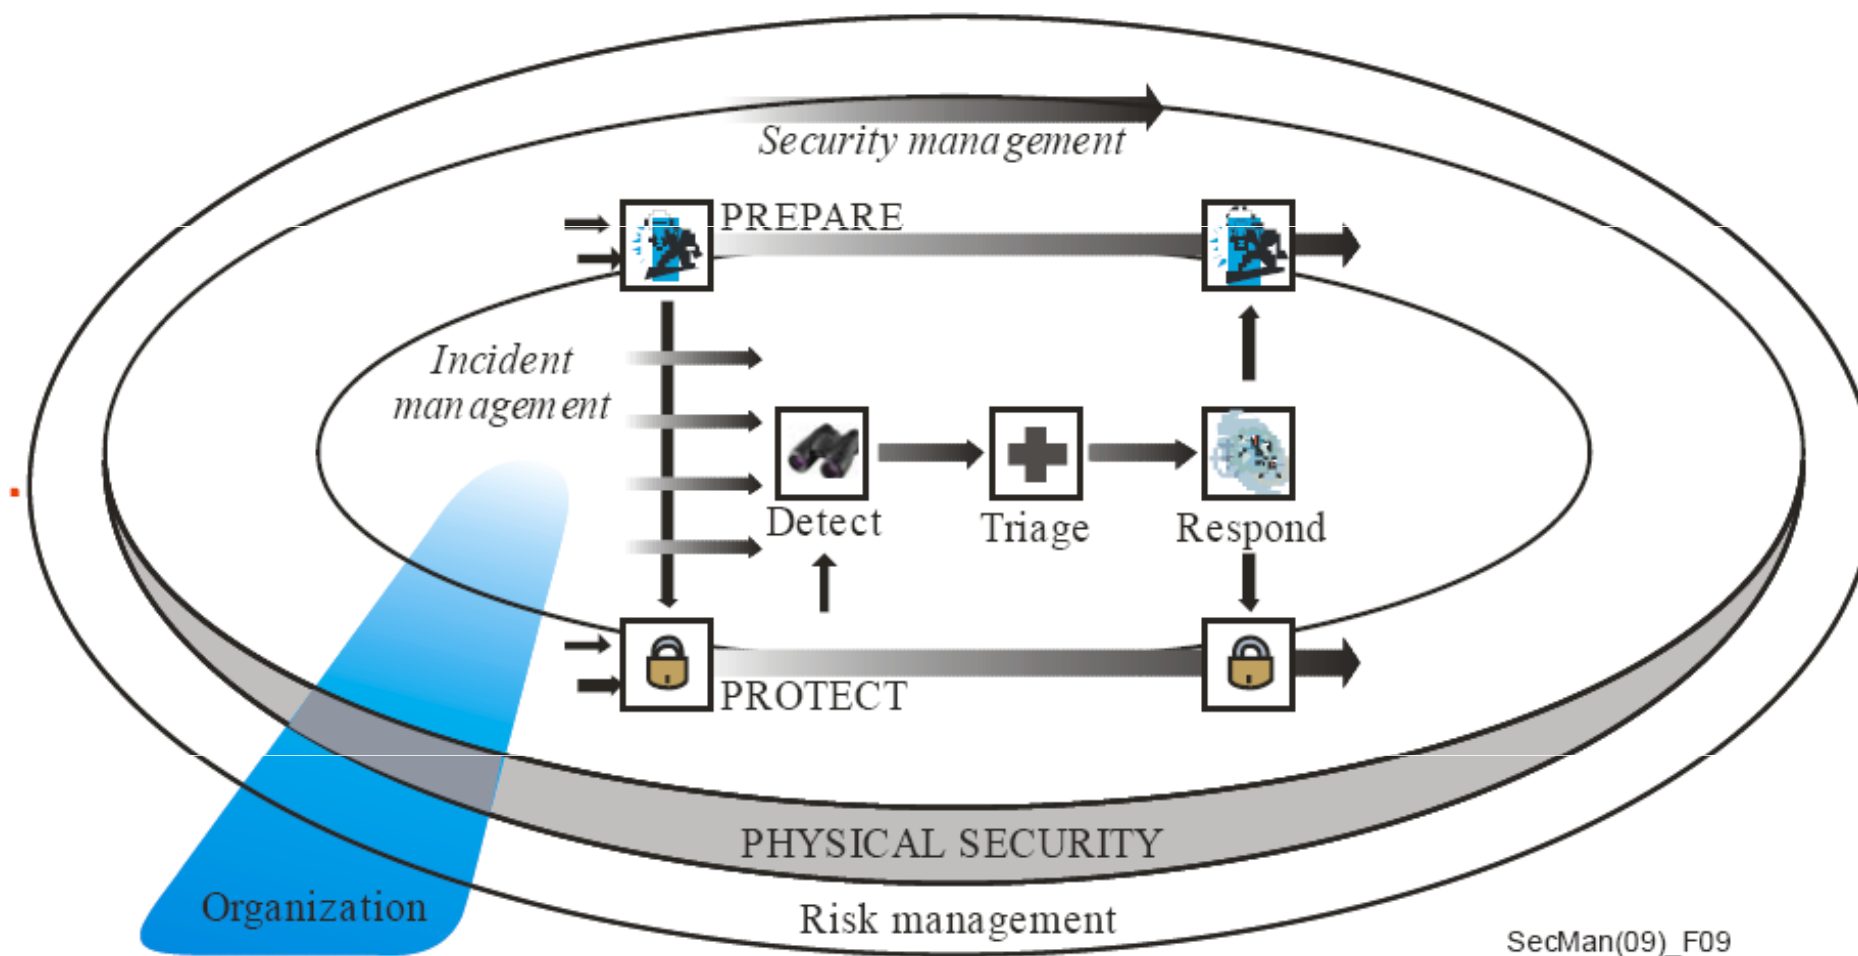 Security management
PREPARE
Incident
management
Detect
Triage
Respond
PROTECT
PHYSICAL SECURITY
Organization
Risk management
SecMan(09)_F09